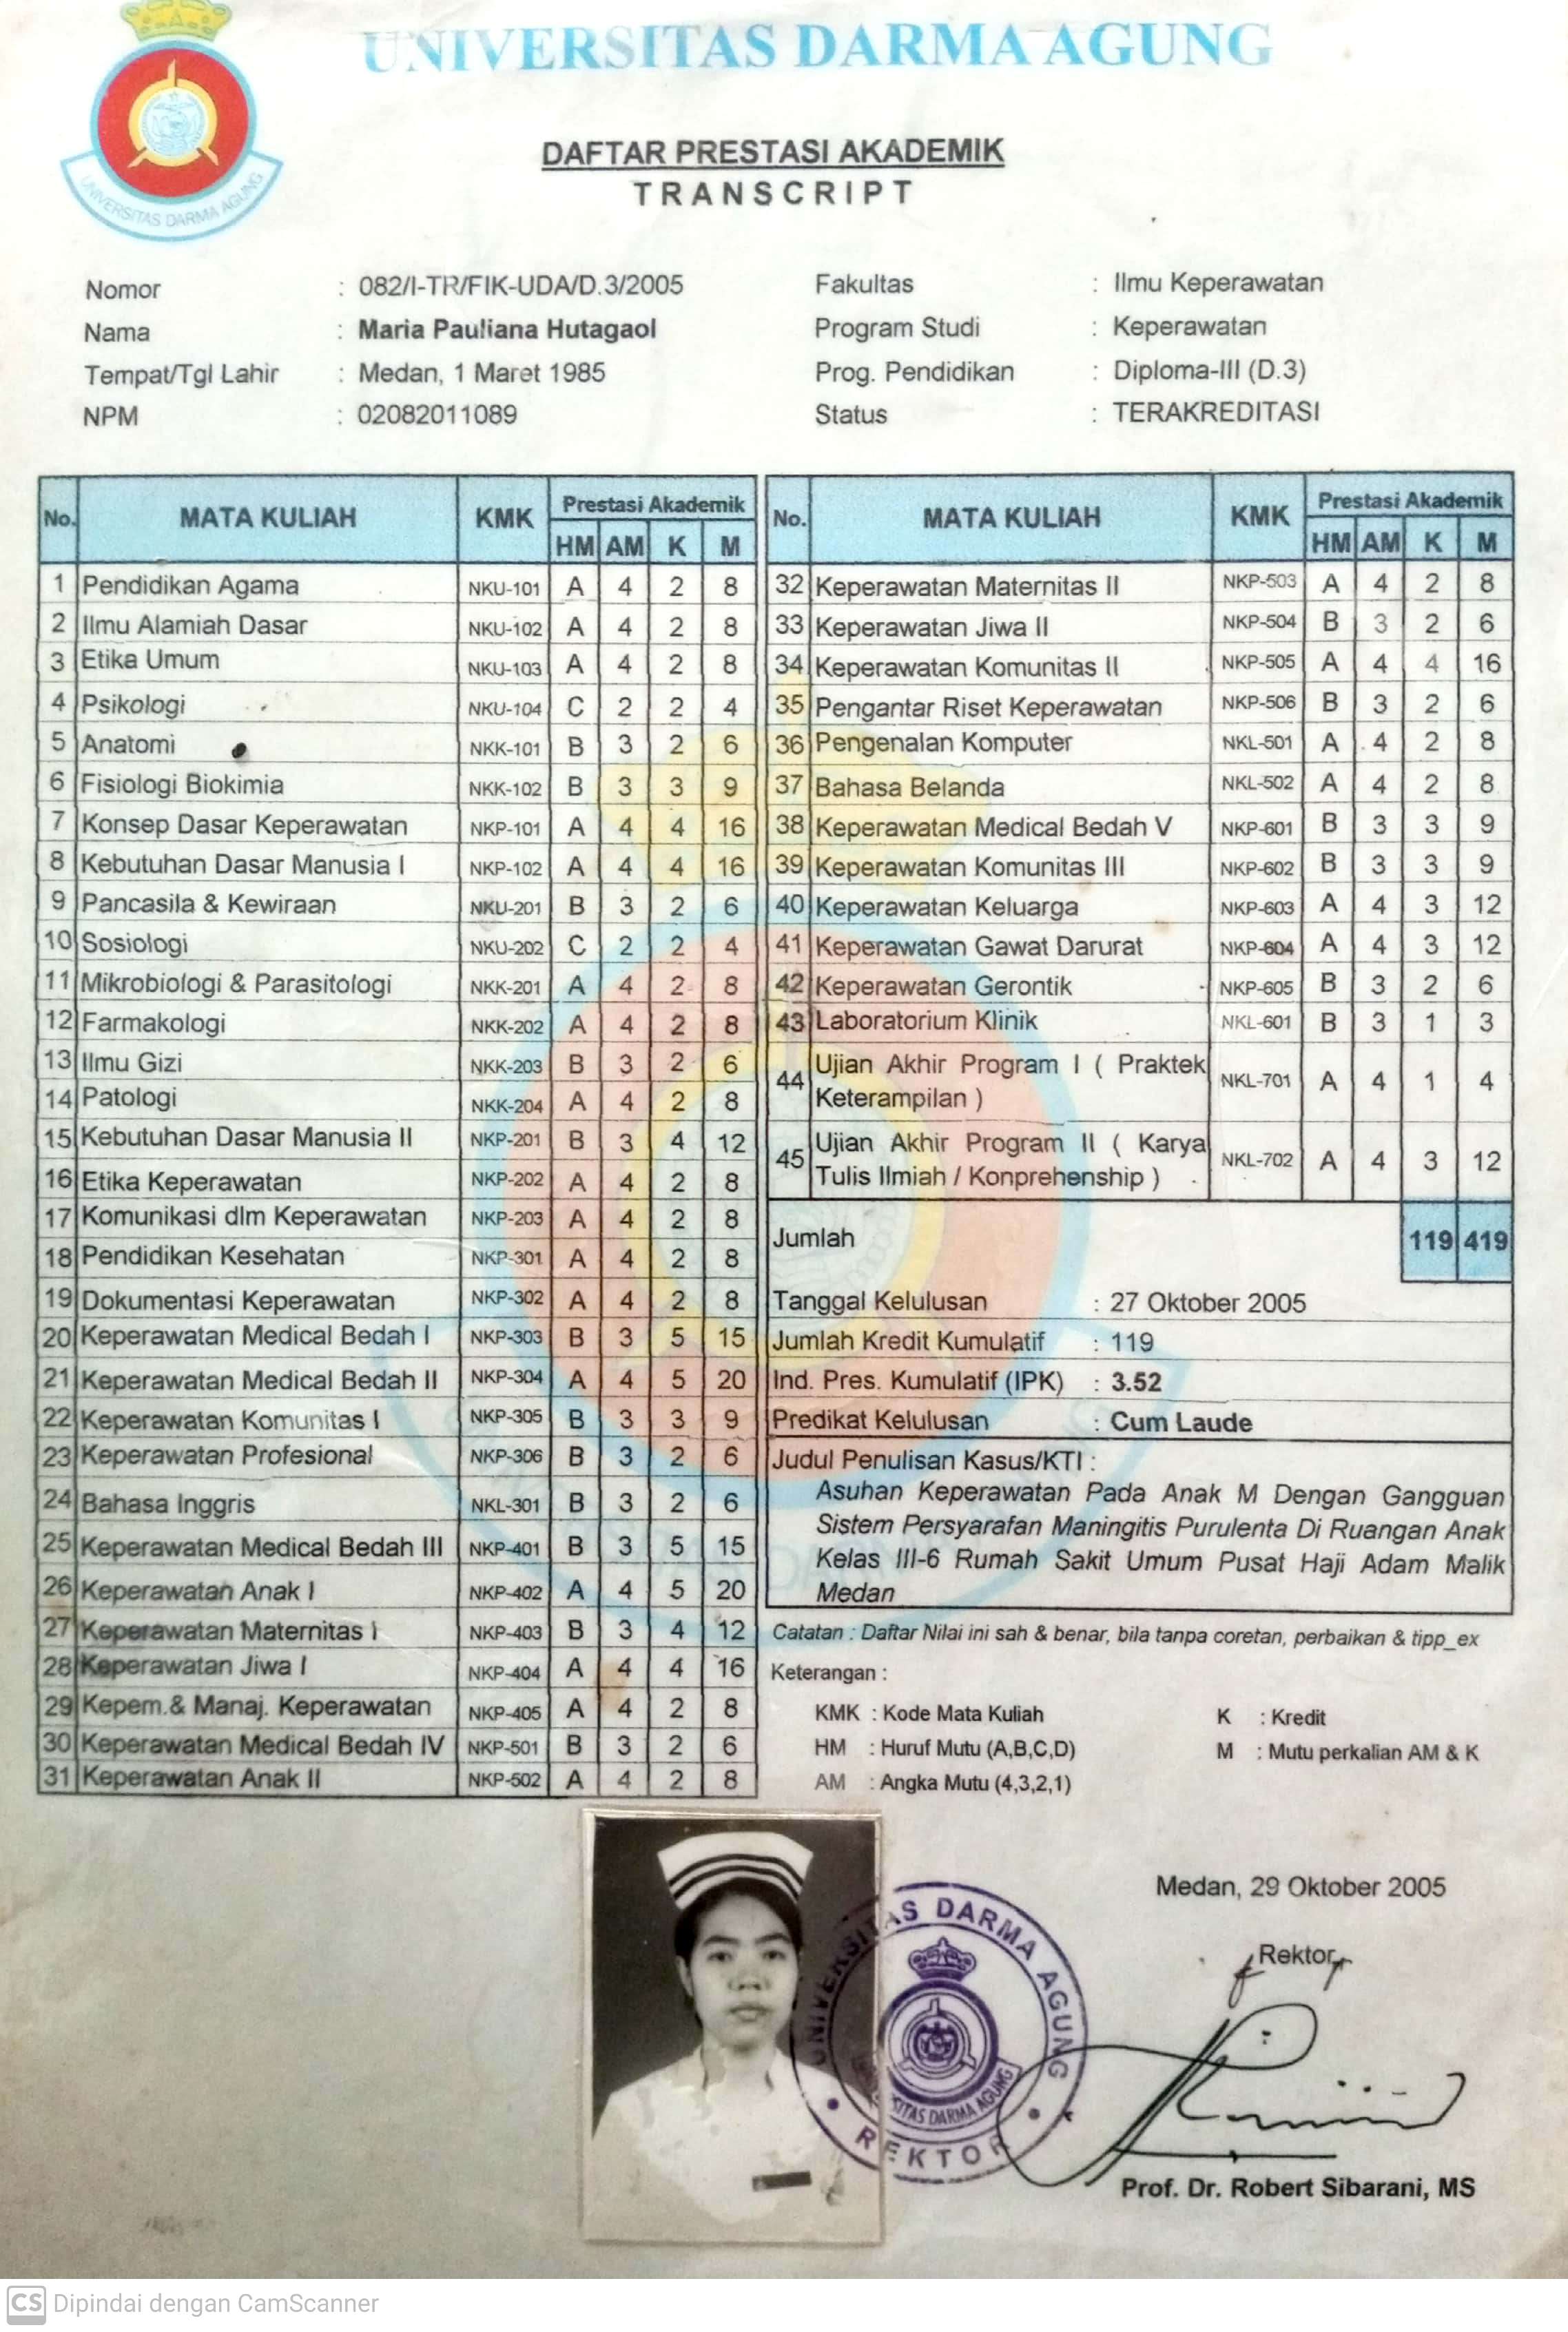 UNIVERSITAS DARMA AGUNG
UNIVERSITAS DARMA AGUNG
DAFTAR PRESTASI AKADEMIK
TRANSCRIPT
Nomor : 082/I-TR/FIK-UDA/D.3/2005
Nama : Maria Pauliana Hutagaol
Tempat/Tgl Lahir : Medan, 1 Maret 1985
NPM : 02082011089
Fakultas : Ilmu Keperawatan
Program Studi : Keperawatan
Prog. Pendidikan : Diploma-III (D.3)
Status : TERAKREDITASI
No. MATA KULIAH KMK Prestasi Akademik
HM AM K M
1 Pendidikan Agama NKU-101 A 4 2 8
2 Ilmu Alamiah Dasar NKU-102 A 4 2 8
3 Etika Umum NKU-103 A 4 2 8
4 Psikologi NKU-104 C 2 2 4
5 Anatomi NKK-101 B 3 2 6
6 Fisiologi Biokimia NKK-102 B 3 3 9
7 Konsep Dasar Keperawatan NKP-101 A 4 4 16
8 Kebutuhan Dasar Manusia I NKP-102 A 4 4 16
9 Pancasila & Kewiraan NKU-201 B 3 2 6
10 Sosiologi NKU-202 C 2 2 4
11 Mikrobiologi & Parasitologi NKK-201 A 4 2 8
12 Farmakologi NKK-202 A 4 2 8
13 Ilmu Gizi NKK-203 B 3 2 6
14 Patologi NKK-204 A 4 2 8
15 Kebutuhan Dasar Manusia II NKP-201 B 3 4 12
16 Etika Keperawatan NKP-202 A 4 2 8
17 Komunikasi dlm Keperawatan NKP-203 A 4 2 8
18 Pendidikan Kesehatan NKP-301 A 4 2 8
19 Dokumentasi Keperawatan NKP-302 A 4 2 8
20 Keperawatan Medical Bedah I NKP-303 B 3 5 15
21 Keperawatan Medical Bedah II NKP-304 A 4 5 20
22 Keperawatan Komunitas I NKP-305 B 3 3 9
23 Keperawatan Profesional NKP-306 B 3 2 6
24 Bahasa Inggris NKL-301 B 3 2 6
25 Keperawatan Medical Bedah III NKP-401 B 3 5 15
26 Keperawatan Anak I NKP-402 A 4 5 20
27 Keperawatan Maternitas I NKP-403 B 3 4 12
28 Keperawatan Jiwa I NKP-404 A 4 4 16
29 Kepem.& Manaj. Keperawatan NKP-405 A 4 2 8
30 Keperawatan Medical Bedah IV NKP-501 B 3 2 6
31 Keperawatan Anak II NKP-502 A 4 2 8
No. MATA KULIAH KMK Prestasi Akademik
HM AM K M
32 Keperawatan Maternitas II NKP-503 A 4 2 8
33 Keperawatan Jiwa II NKP-504 B 3 2 6
34 Keperawatan Komunitas II NKP-505 A 4 4 16
35 Pengantar Riset Keperawatan NKP-506 B 3 2 6
36 Pengenalan Komputer NKL-501 A 4 2 8
37 Bahasa Belanda NKL-502 A 4 2 8
38 Keperawatan Medical Bedah V NKP-601 B 3 3 9
39 Keperawatan Komunitas III NKP-602 B 3 3 9
40 Keperawatan Keluarga NKP-603 A 4 3 12
41 Keperawatan Gawat Darurat NKP-604 A 4 3 12
42 Keperawatan Gerontik NKP-605 B 3 2 6
43 Laboratorium Klinik NKL-601 B 3 1 3
44 Ujian Akhir Program I ( Praktek
Keterampilan ) NKL-701 A 4 1 4
45 Ujian Akhir Program II ( Karya
Tulis Ilmiah / Konprehenship ) NKL-702 A 4 3 12
Jumlah 119 419
Tanggal Kelulusan : 27 Oktober 2005
Jumlah Kredit Kumulatif : 119
Ind. Pres. Kumulatif (IPK) : 3.52
Predikat Kelulusan : Cum Laude
Judul Penulisan Kasus/KTI :
Asuhan Keperawatan Pada Anak M Dengan Gangguan
Sistem Persyarafan Maningitis Purulenta Di Ruangan Anak
Kelas III-6 Rumah Sakit Umum Pusat Haji Adam Malik
Medan
Catatan : Daftar Nilai ini sah & benar, bila tanpa coretan, perbaikan & tipp_ex
Keterangan :
KMK : Kode Mata Kuliah K : Kredit
HM : Huruf Mutu (A,B,C,D) M : Mutu perkalian AM & K
AM : Angka Mutu (4,3,2,1)
Medan, 29 Oktober 2005
Rektor,
UNIVERSITAS DARMA AGUNG
REKTOR
Prof. Dr. Robert Sibarani, MS
CS Dipindai dengan CamScanner